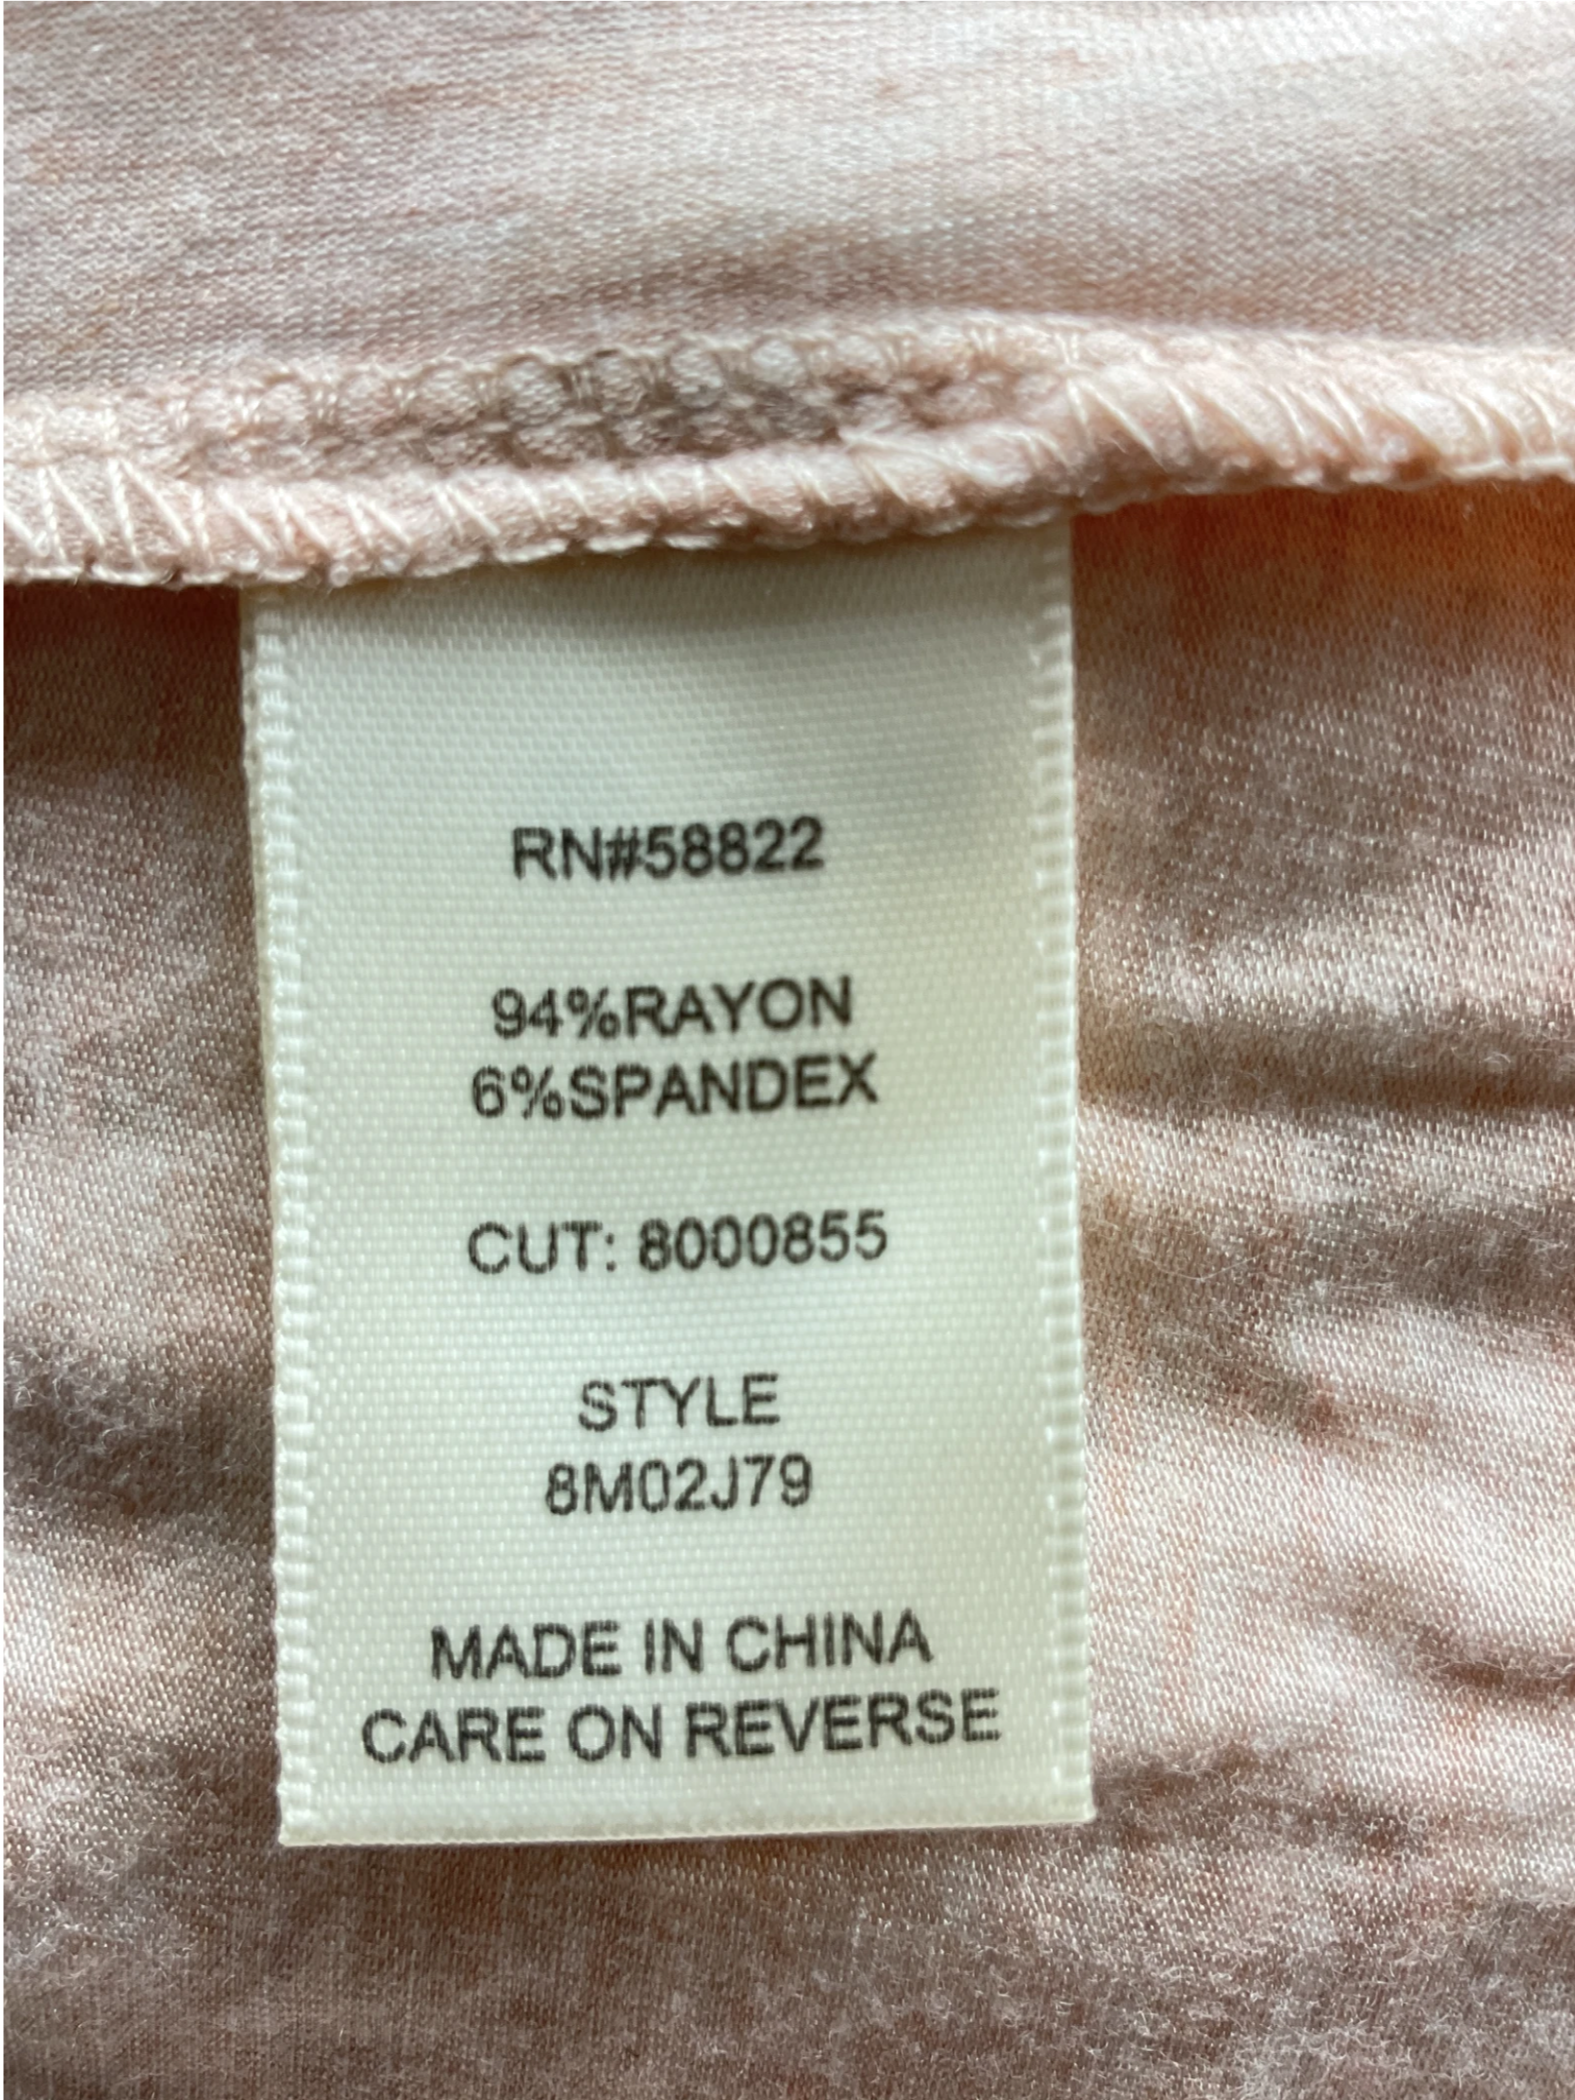 RN#58822
94%RAYON
6%SPANDEX
CUT: 8000855
STYLE
8M02J79
MADE IN CHINA
CARE ON REVERSE